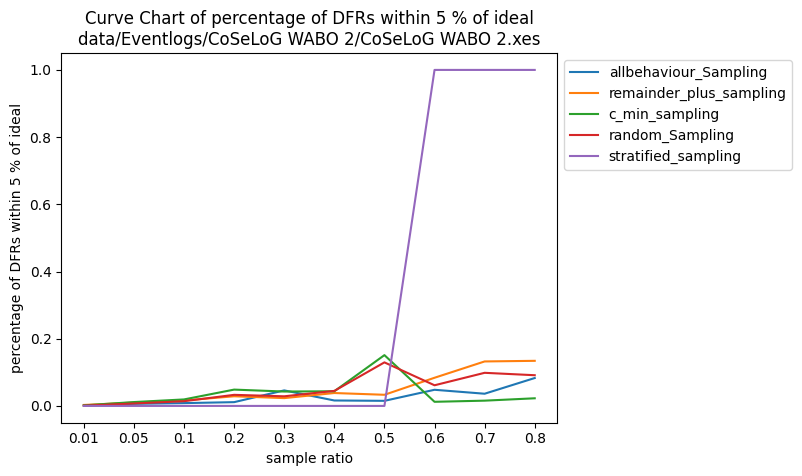 Curve Chart of percentage of DFRs within 5 % of ideal
data/Eventlogs/CoSeLoG WABO 2/CoSeLoG WABO 2.xes
percentage of DFRs within 5 % of ideal
1.0
0.8
0.6
0.4
0.2
0.0
0.01 0.05 0.1 0.2 0.3 0.4 0.5 0.6 0.7 0.8
sample ratio
allbehaviour_Sampling
remainder_plus_sampling
c_min_sampling
random_Sampling
stratified_sampling